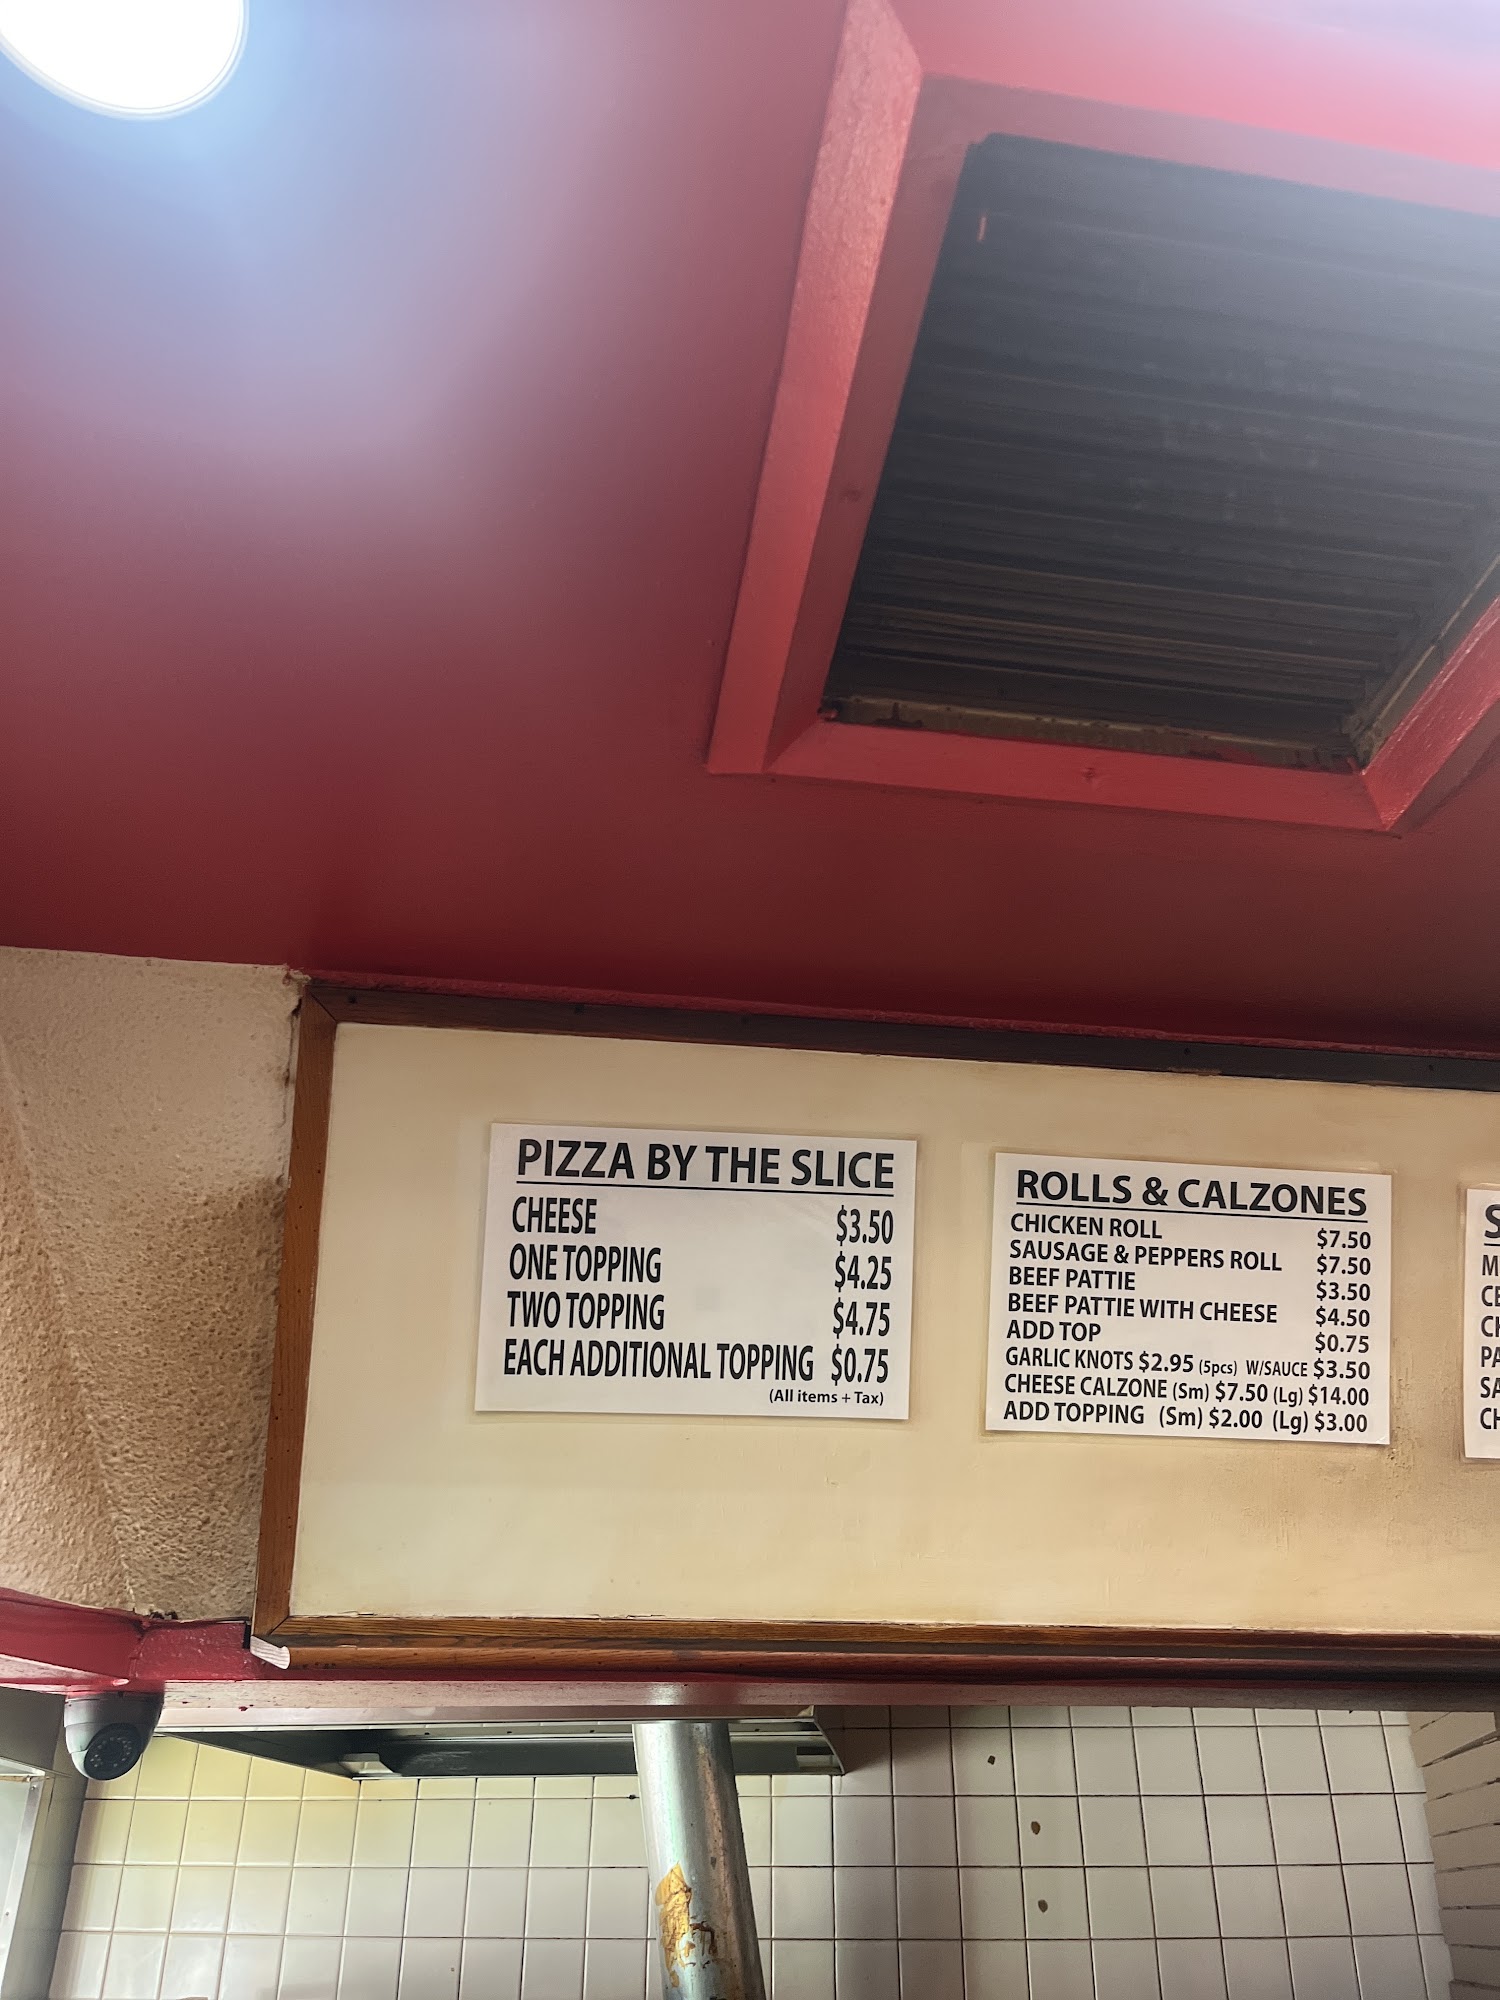 PIZZA BY THE SLICE
CHEESE $3.50
ONE TOPPING $4.25
TWO TOPPING $4.75
EACH ADDITIONAL TOPPING $0.75
(All items + Tax)
ROLLS & CALZONES
CHICKEN ROLL $7.50
SAUSAGE & PEPPERS ROLL $7.50
BEEF PATTIE $3.50
BEEF PATTIE WITH CHEESE $4.50
ADD TOP $0.75
GARLIC KNOTS $2.95 (5pcs) W/SAUCE $3.50
CHEESE CALZONE (Sm) $7.50 (Lg) $14.00
ADD TOPPING (Sm) $2.00 (Lg) $3.00